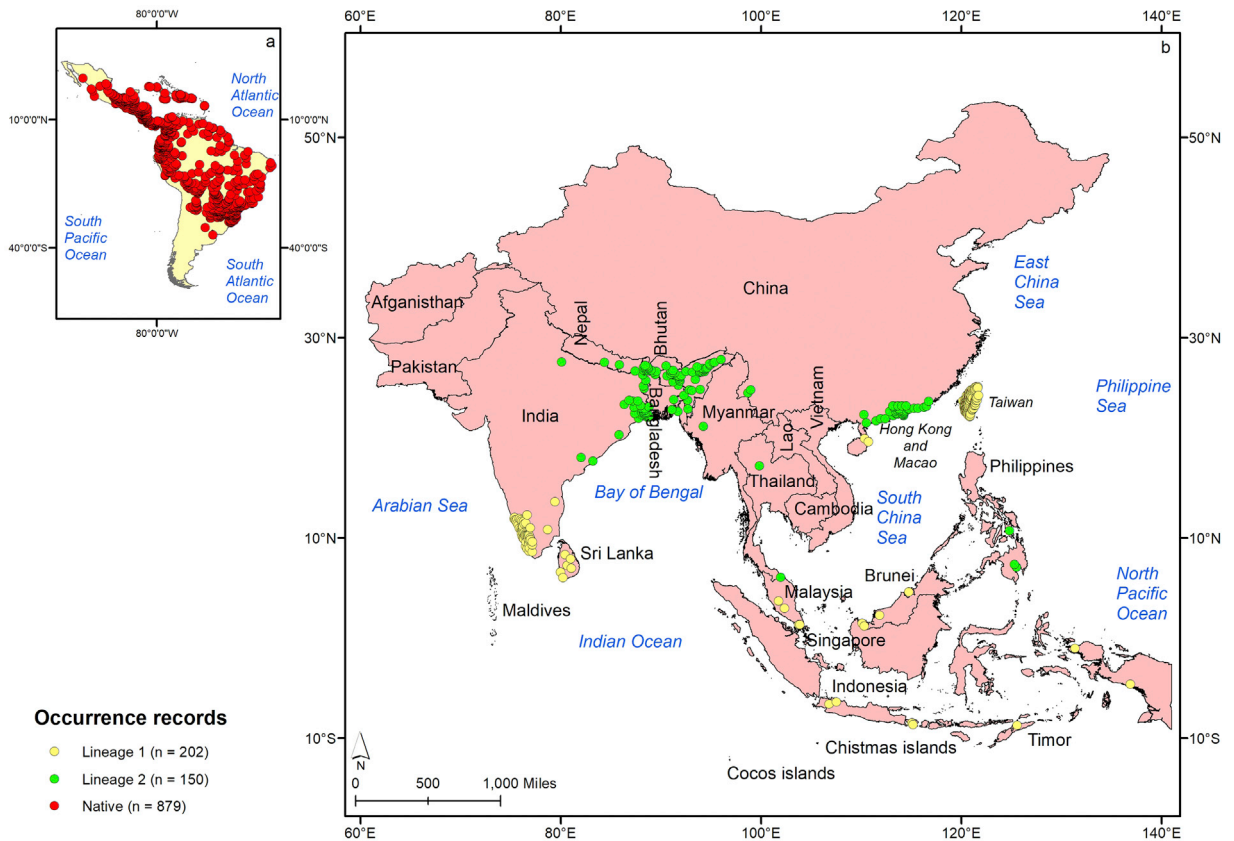 80°0'0"W
a
North
Atlantic
Ocean
10°0'0"N
10°0'0"N
South
Pacific
Ocean
40°0'0"S
40°0'0"S
South
Atlantic
Ocean
80°0'0"W
60°E
80°E
100°E
120°E
140°E
b
50°N
50°N
East
China
Sea
China
Afganisthan
Nepal
Bhutan
30°N
30°N
Pakisthan
India
Bangladesh
Myanmar
Lao
Vietnam
Taiwan
Philippine
Sea
Hong Kong
and
Macao
Philippines
Thailand
Bay of Bengal
Arabian Sea
Cambodia
South
China
Sea
10°N
10°N
Sri Lanka
Maldives
Malaysia
Brunei
North
Pacific
Ocean
Indian Ocean
Singapore
Indonesia
10°S
10°S
Chistmas islands
Timor
Cocos islands
N
0
500
1,000 Miles
60°E
80°E
100°E
120°E
140°E
Occurrence records
Lineage 1 (n = 202)
Lineage 2 (n = 150)
Native (n = 879)